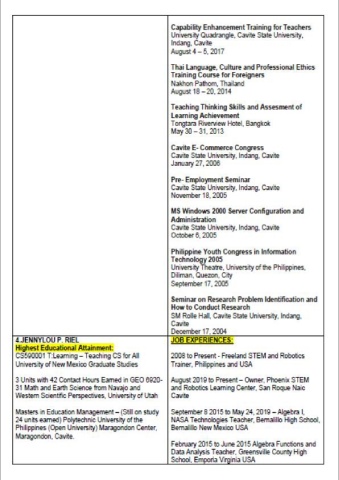 Capability Enhancement Training for Teachers
University Quadrangle, Cavite State University,
Indang, Cavite
August 4 – 5, 2017
Thai Language, Culture and Professional Ethics
Training Course for Foreigners
Nakhon Pathom, Thailand
August 18 – 20, 2014
Teaching Thinking Skills and Assesment of
Learning Achievement
Tongtara Riverview Hotel, Bangkok
May 30 – 31, 2013
Cavite E- Commerce Congress
Cavite State University, Indang, Cavite
January 27, 2006
Pre- Employment Seminar
Cavite State University, Indang, Cavite
November 18, 2005
MS Windows 2000 Server Configuration and
Administration
Cavite State University, Indang, Cavite
October 6, 2005
Philippine Youth Congress in Information
Technology 2005
University Theatre, University of the Philippines,
Diliman, Quezon, City
September 17, 2005
Seminar on Research Problem Identification and
How to Conduct Research
SM Rolle Hall, Cavite State University, Indang,
Cavite
December 17, 2004
4.JENNYLOU P. RIEL
Highest Educational Attainment:
CS590001 T:Learning – Teaching CS for All
University of New Mexico Graduate Studies
3 Units with 42 Contact Hours Earned in GEO 6920-
31 Math and Earth Science from Navajo and
Western Scientific Perspectives, University of Utah
Masters in Education Management – (Still on study
24 units earned) Polytechnic University of the
Philippines (Open University) Maragondon Center,
Maragondon, Cavite.
JOB EXPERIENCES:
2008 to Present - Freeland STEM and Robotics
Trainer, Philippines and USA
August 2019 to Present – Owner, Phoenix STEM
and Robotics Learning Center, San Roque Naic
Cavite
September 8 2015 to May 24, 2019 – Algebra I,
NASA Technologies Teacher, Bernalillo High School,
Bernalillo New Mexico USA
February 2015 to June 2015 Algebra Functions and
Data Analysis Teacher, Greensville County High
School, Emporia Virginia USA